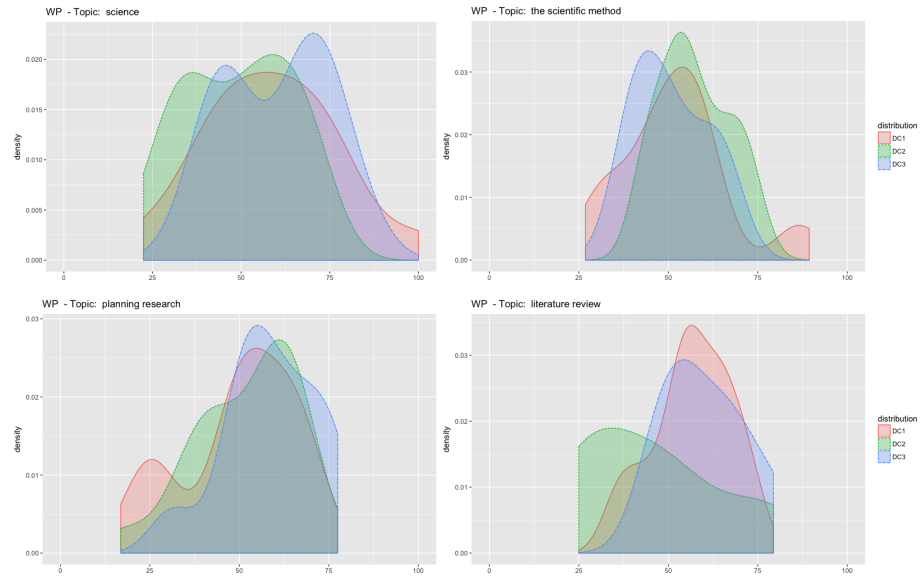 WP - Topic: science
density
0.020
0.015
0.010
0.005
0.000
0
25
50
75
100
WP - Topic: the scientific method
density
0.03
0.02
0.01
0.00
0
25
50
75
100
distribution
DC1
DC2
DC3
WP - Topic: planning research
density
0.03
0.02
0.01
0.00
0
25
50
75
100
WP - Topic: literature review
density
0.03
0.02
0.01
0.00
0
25
50
75
100
distribution
DC1
DC2
DC3